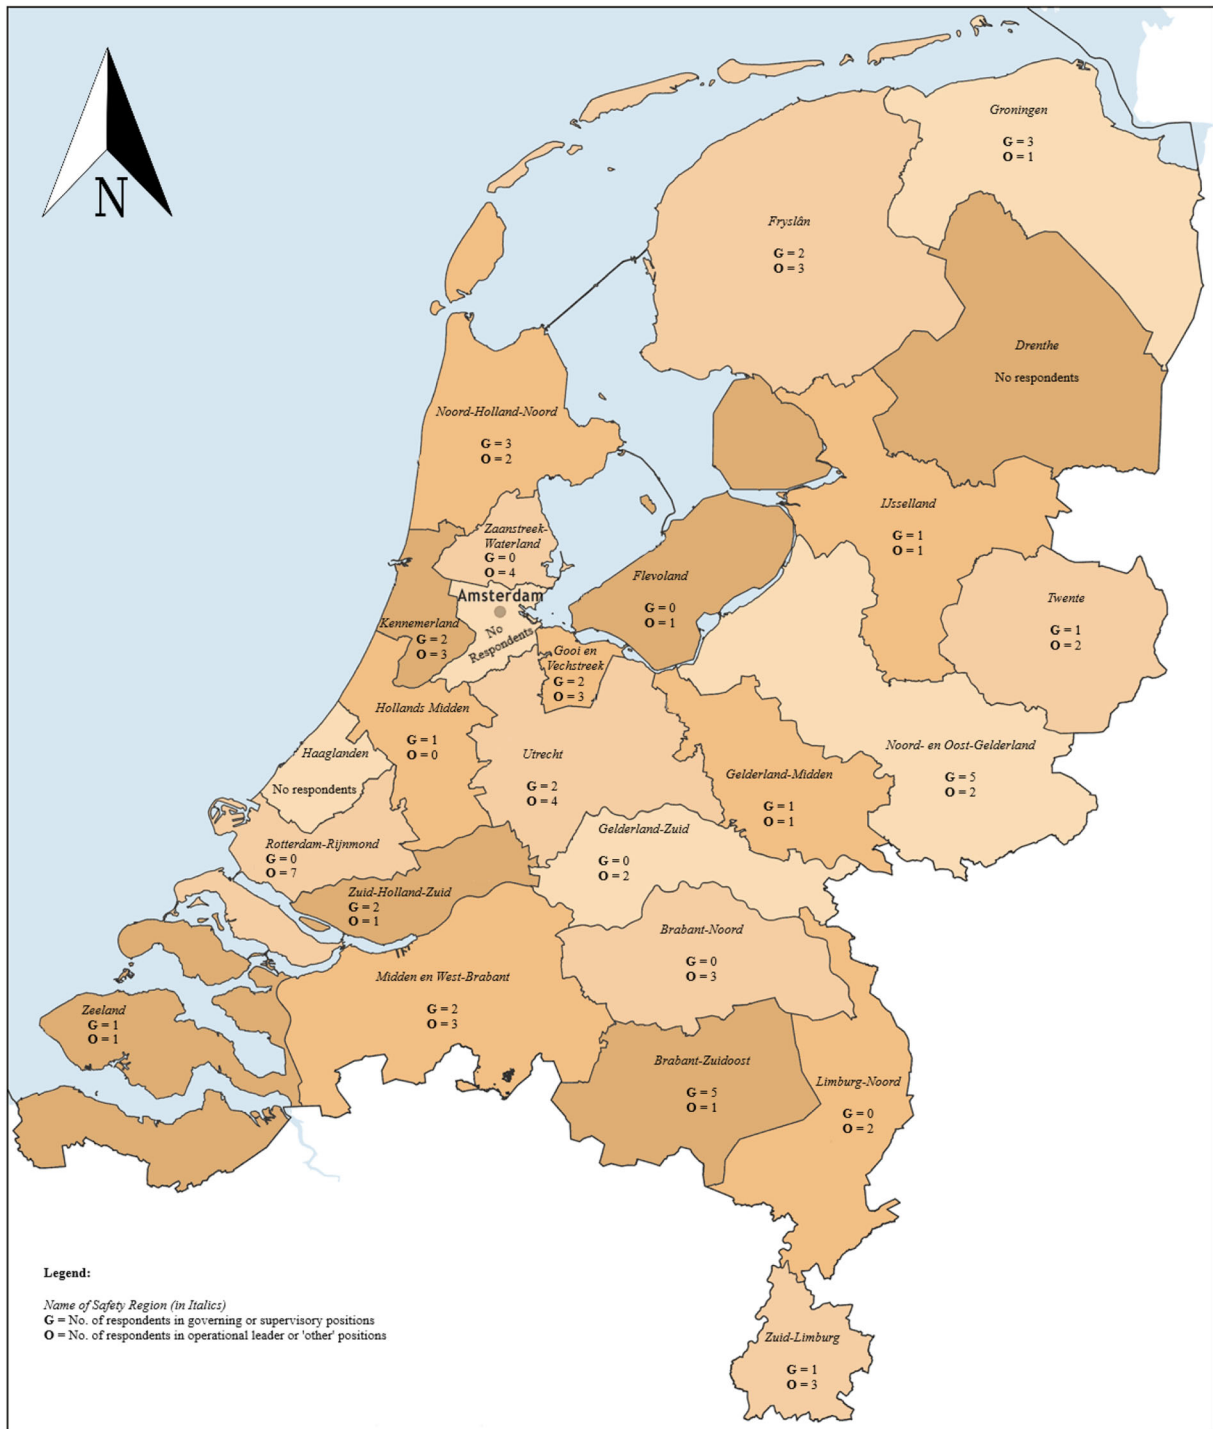 N
Groningen
G = 3
O = 1
Fryslân
G = 2
O = 3
Drenthe
No respondents
Noord-Holland-Noord
G = 3
O = 2
IJsselland
G = 1
O = 1
Zaanstreek-
Waterland
G = 0
O = 4
Flevoland
G = 0
O = 1
Amsterdam
No
Respondents
Twente
G = 1
O = 2
Kennemerland
G = 2
O = 3
Gooi en
Vechstreek
G = 2
O = 3
Hollands Midden
G = 1
O = 0
Haaglanden
No respondents
Utrecht
G = 2
O = 4
Noord- en Oost-Gelderland
G = 5
O = 2
Gelderland-Midden
G = 1
O = 1
Rotterdam-Rijnmond
G = 0
O = 7
Gelderland-Zuid
G = 0
O = 2
Zuid-Holland-Zuid
G = 2
O = 1
Brabant-Noord
G = 0
O = 3
Midden en West-Brabant
G = 2
O = 3
Zeeland
G = 1
O = 1
Brabant-Zuidoost
G = 5
O = 1
Limburg-Noord
G = 0
O = 2
Legend:
Name of Safety Region (in Italics)
G = No. of respondents in governing or supervisory positions
O = No. of respondents in operational leader or 'other' positions
Zuid-Limburg
G = 1
O = 3